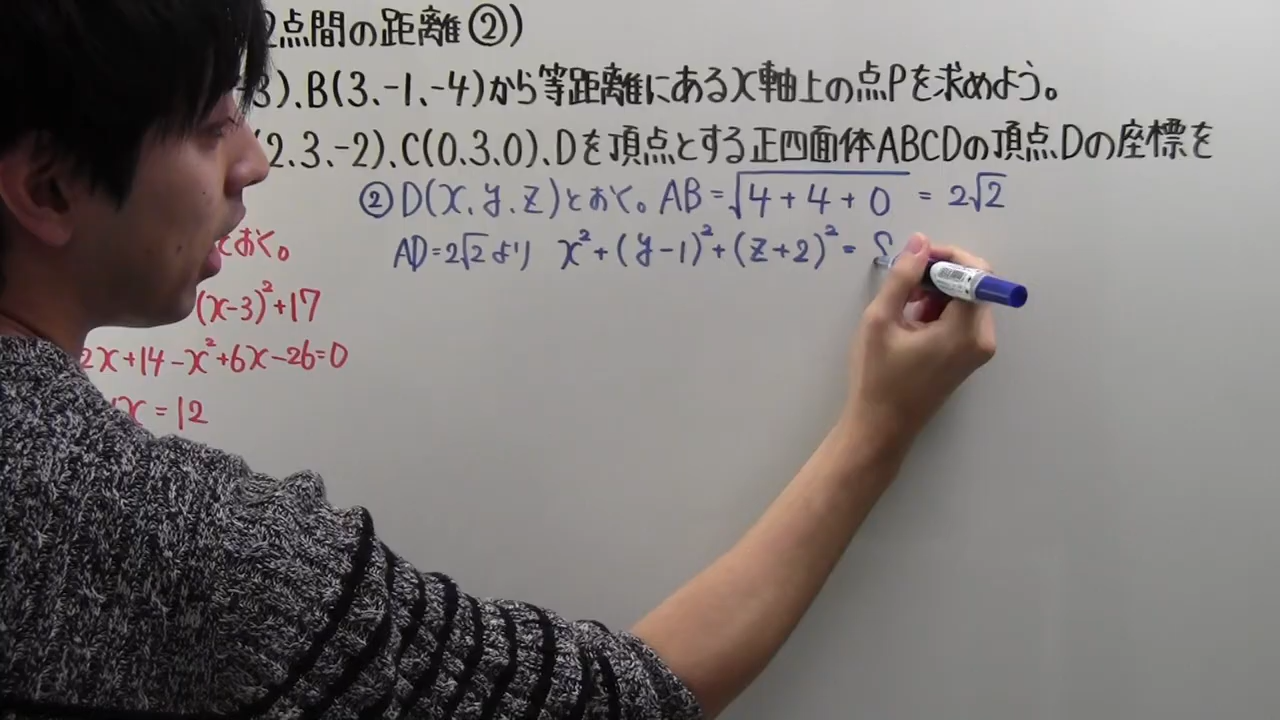 2点間の距離②)
-3)、B(3、-1、-4)から等距離にあるx軸上の点Pを求めよう。
(2、3、-2)、C(0、3、0)、Dを頂点とする正四面体ABCDの頂点Dの座標を
②D(x、y、z)とおく。AB=√4+4+0 = 2√2
AD=2√2より x²+(y-1)²+(z+2)²= 8
とおく。
(x-3)²+17
2x+14-x²+6x-26=0
x=12